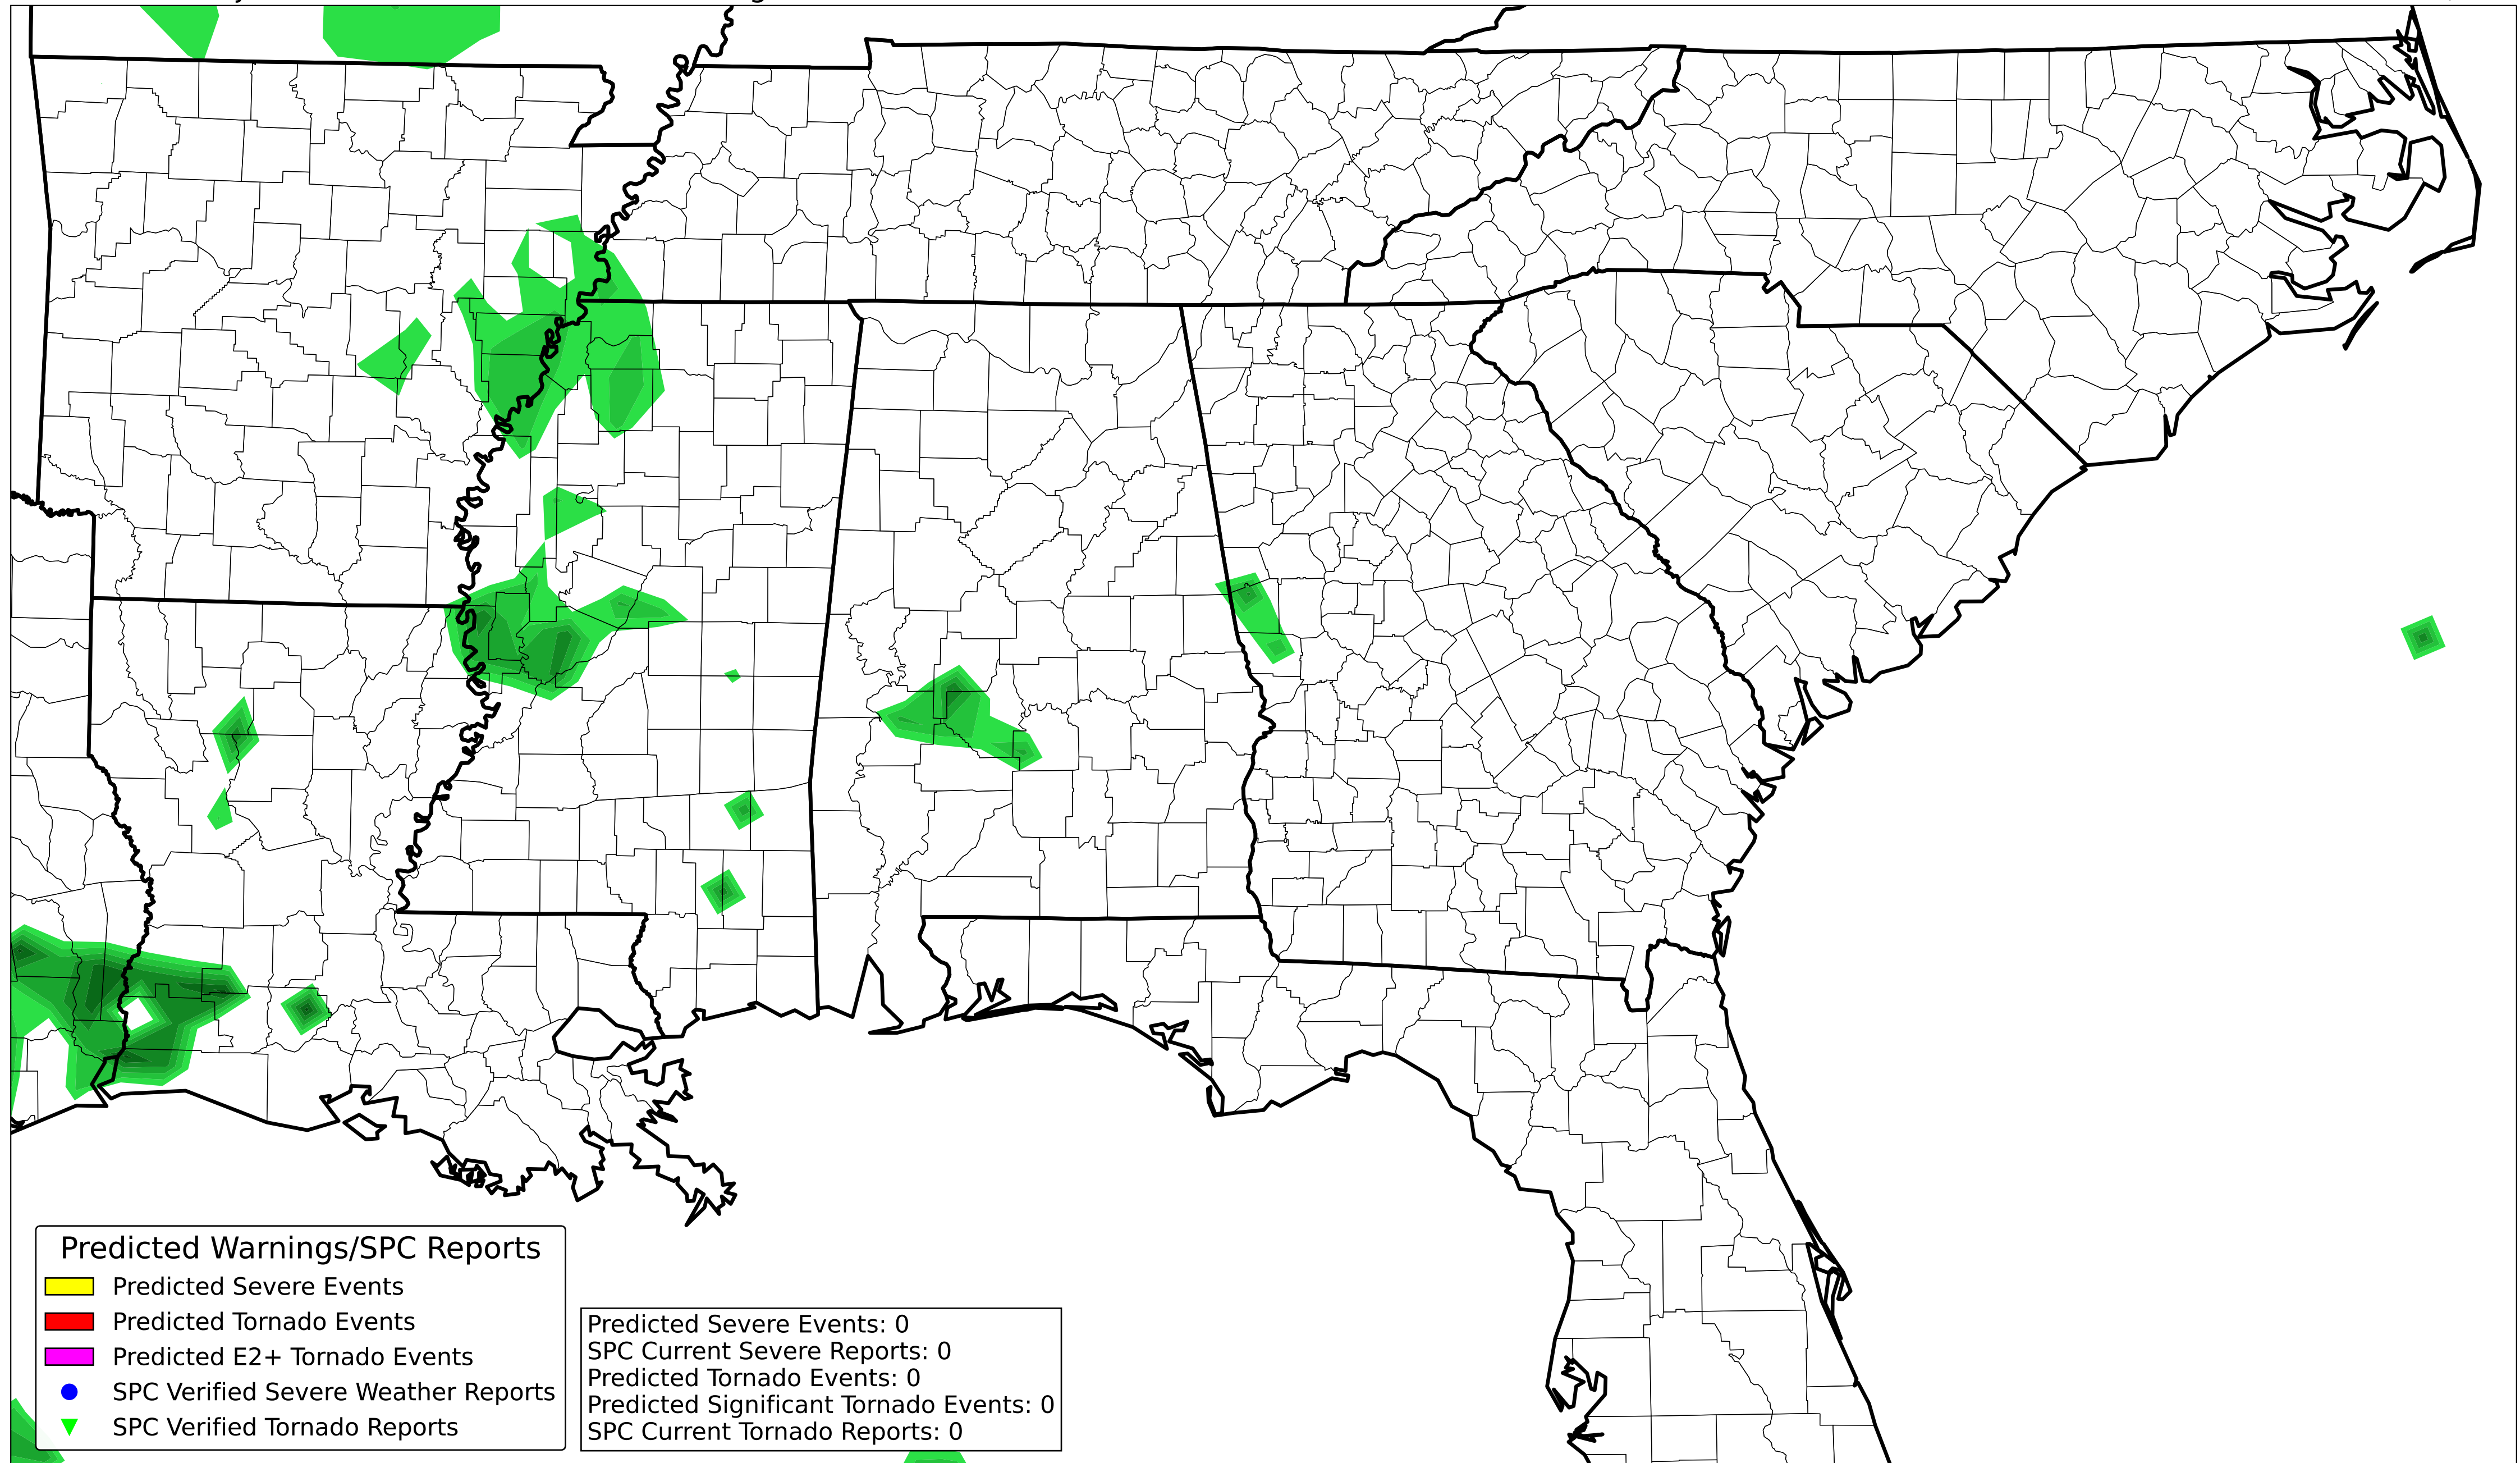 Predicted Warnings/SPC Reports
Predicted Severe Events
Predicted Tornado Events
Predicted E2+ Tornado Events
SPC Verified Severe Weather Reports
SPC Verified Tornado Reports
Predicted Severe Events: 0
SPC Current Severe Reports: 0
Predicted Tornado Events: 0
Predicted Significant Tornado Events: 0
SPC Current Tornado Reports: 0